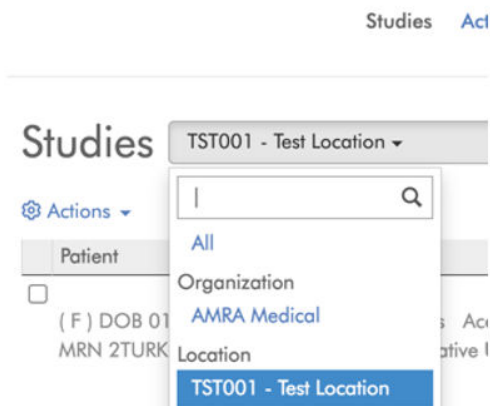 Studies Act
Studies TST001 - Test Location
Actions
All
Patient
Organization
( F ) DOB 01 AMRA Medical
MRN 2TURK Location
TST001 - Test Location